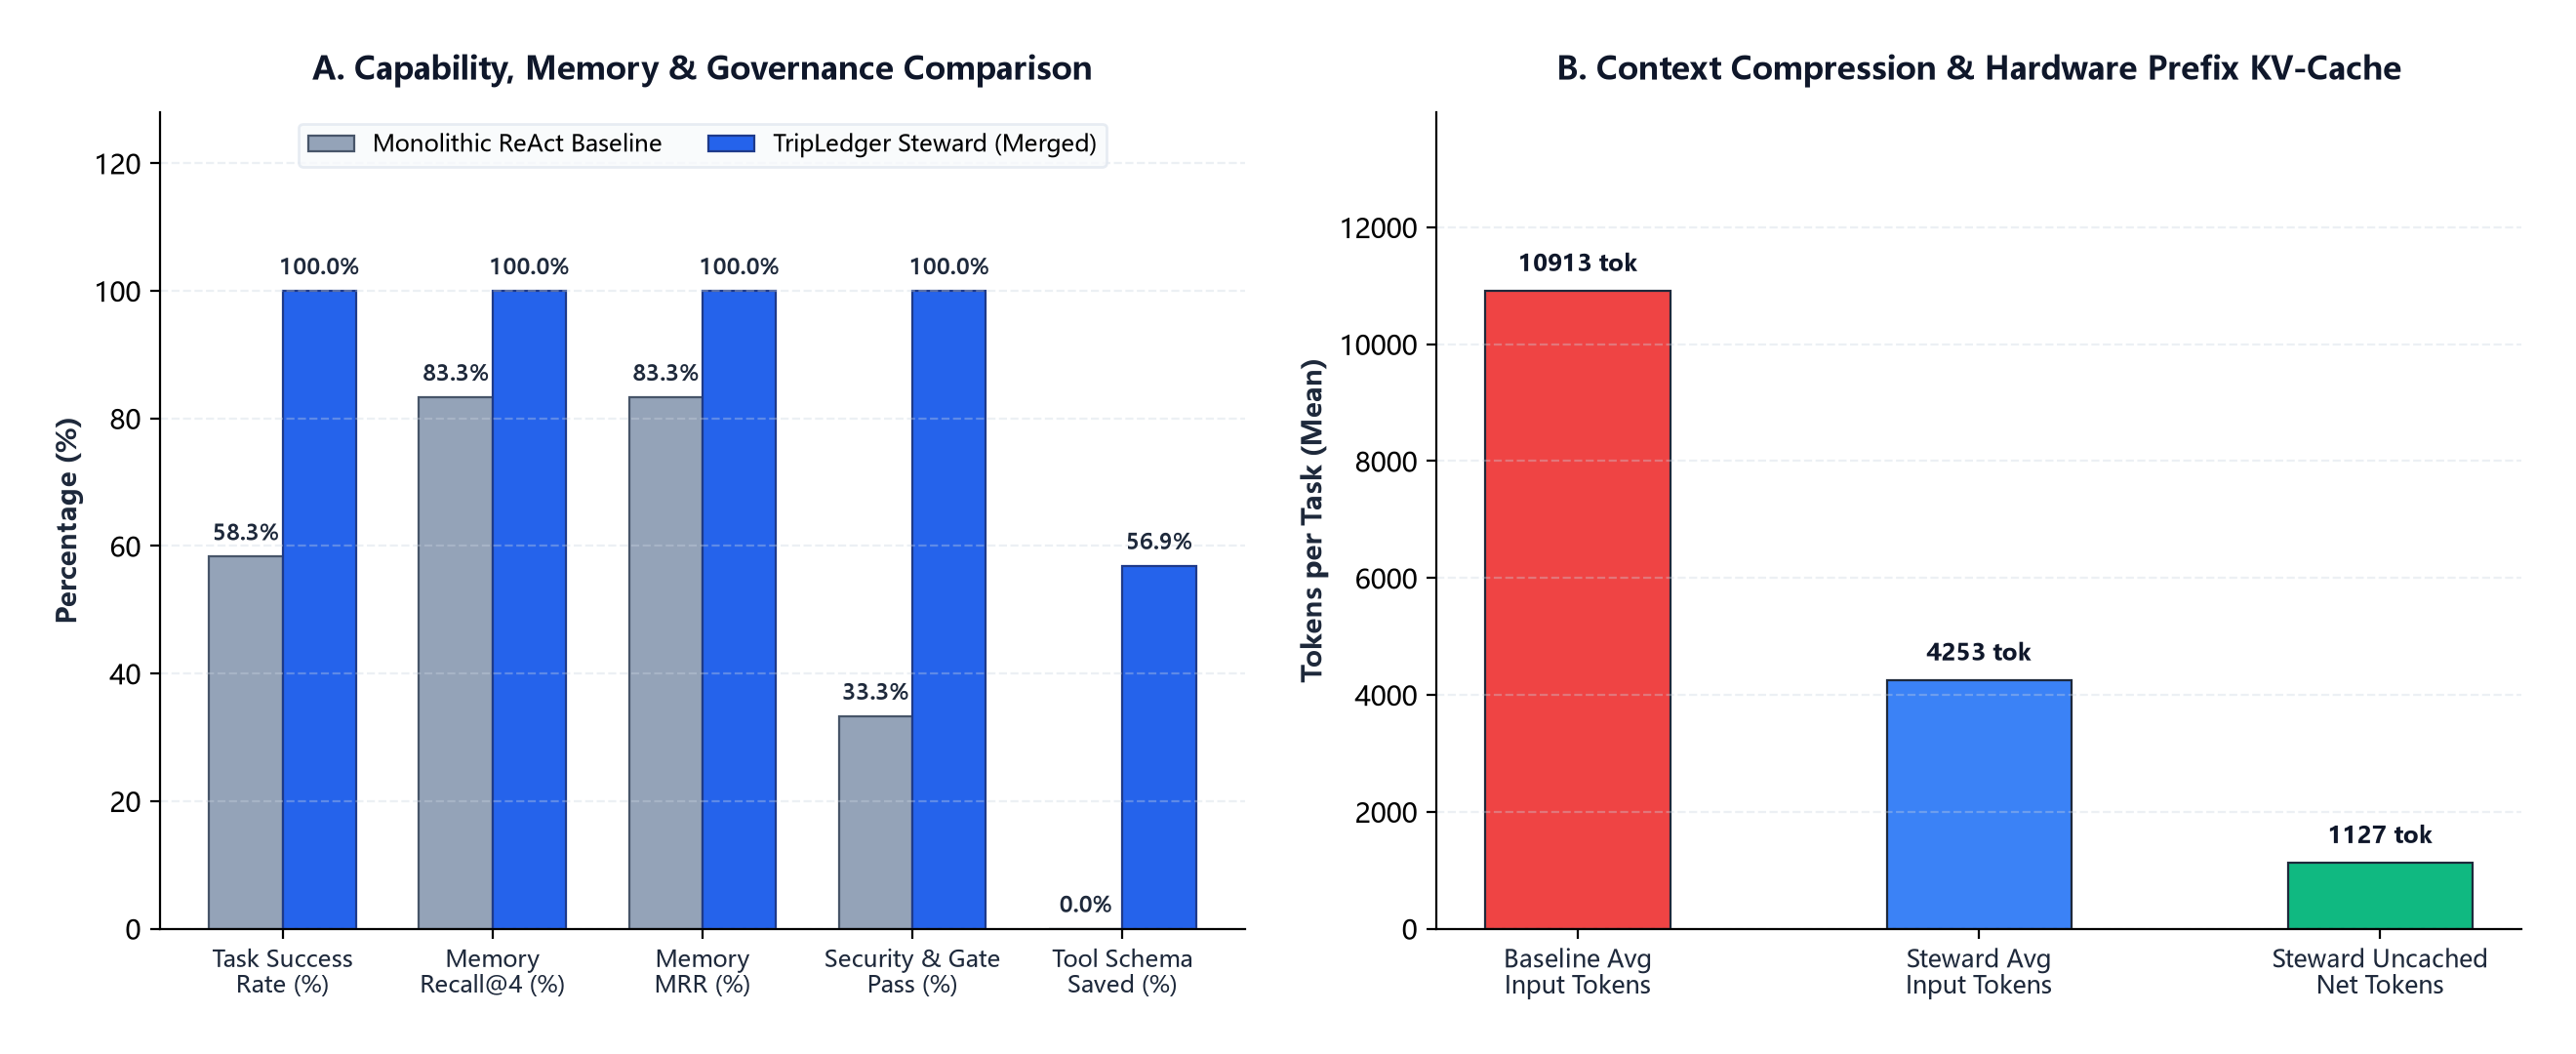 A. Capability, Memory & Governance Comparison
Monolithic ReAct Baseline
TripLedger Steward (Merged)
Percentage (%)
120
100
80
60
40
20
0
58.3%
100.0%
83.3%
100.0%
83.3%
100.0%
33.3%
100.0%
0.0%
56.9%
Task Success
Rate (%)
Memory
Recall@4 (%)
Memory
MRR (%)
Security & Gate
Pass (%)
Tool Schema
Saved (%)
B. Context Compression & Hardware Prefix KV-Cache
Tokens per Task (Mean)
12000
10000
8000
6000
4000
2000
0
10913 tok
4253 tok
1127 tok
Baseline Avg
Input Tokens
Steward Avg
Input Tokens
Steward Uncached
Net Tokens